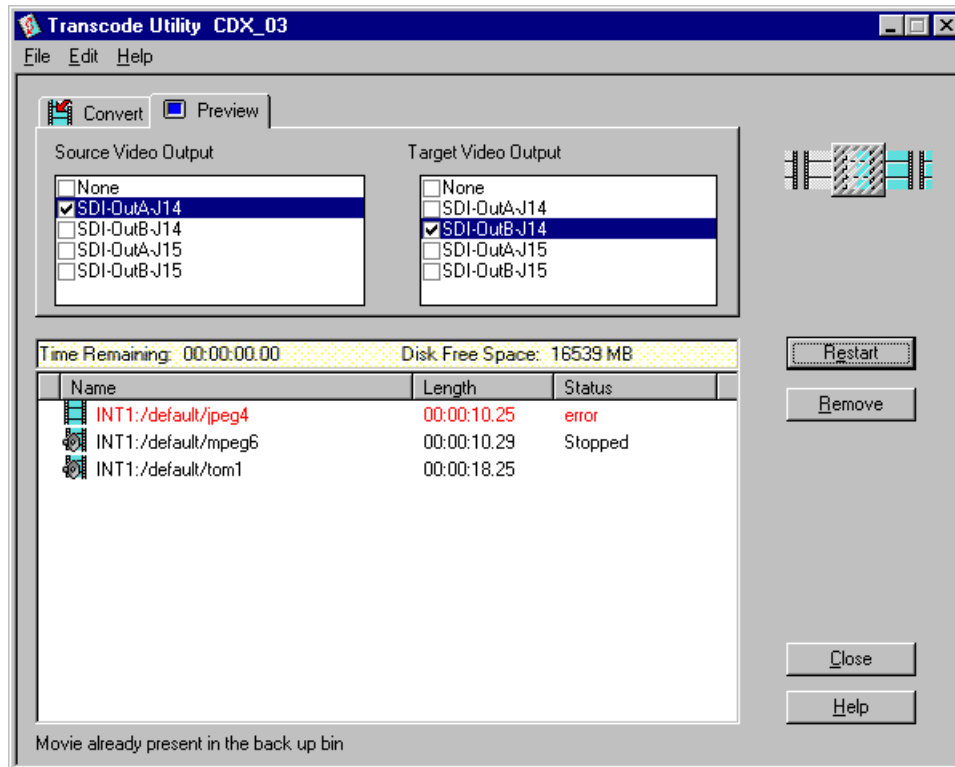 Transcode Utility CDX_03
File Edit Help
Convert Preview
Source Video Output Target Video Output
None None
SDI-OutA-J14 SDI-OutA-J14
SDI-OutB-J14 SDI-OutB-J14
SDI-OutA-J15 SDI-OutA-J15
SDI-OutB-J15 SDI-OutB-J15
Time Remaining: 00:00:00.00 Disk Free Space: 16539 MB
Restart
Name Length Status
Remove
INT1:/default/jpeg4 00:00:10.25 error
INT1:/default/mpeg6 00:00:10.29 Stopped
INT1:/default/tom1 00:00:18.25
Close
Help
Movie already present in the back up bin